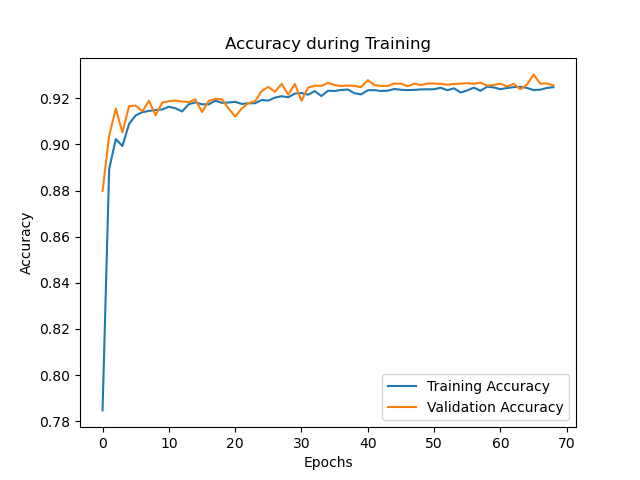 Accuracy during Training
Accuracy
0.92
0.90
0.88
0.86
0.84
0.82
0.80
0.78
Training Accuracy
Validation Accuracy
0 10 20 30 40 50 60 70
Epochs